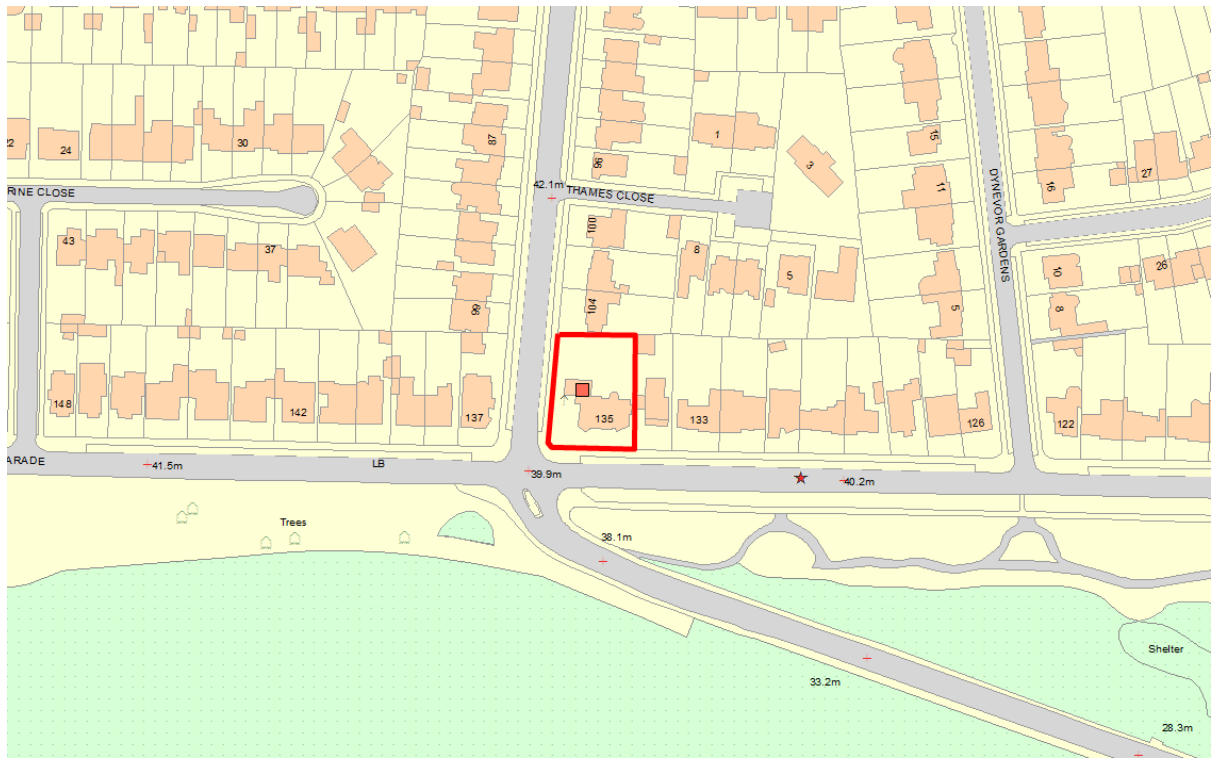 87
1
15
22
24
30
96
3
27
11
16
RINE CLOSE
42.1m
THAMES CLOSE
DYNEVOR GARDENS
100
43
37
8
5
10
26
99
104
5
8
148
142
137
135
133
126
122
ARADE
41.5m
LB
39.9m
40.2m
Trees
38.1m
Shelter
33.2m
28.3m